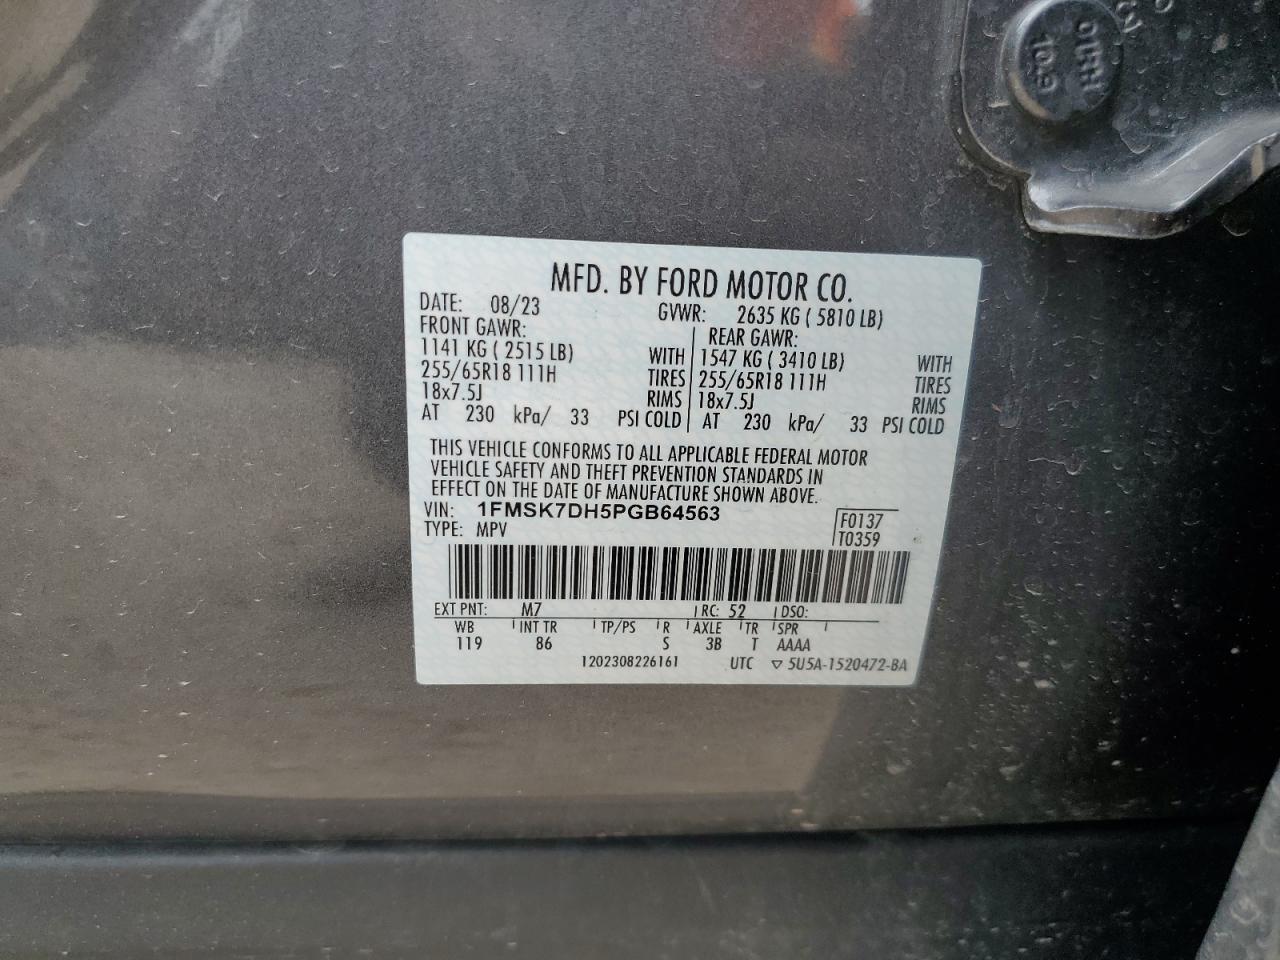 MFD. BY FORD MOTOR CO.
DATE: 08/23 GVWR: 2635 KG ( 5810 LB)
FRONT GAWR: REAR GAWR:
1141 KG ( 2515 LB) WITH 1547 KG ( 3410 LB) WITH
255/65R18 111H TIRES 255/65R18 111H TIRES
18x7.5J RIMS 18x7.5J RIMS
AT 230 kPa/ 33 PSI COLD AT 230 kPa/ 33 PSI COLD
THIS VEHICLE CONFORMS TO ALL APPLICABLE FEDERAL MOTOR
VEHICLE SAFETY AND THEFT PREVENTION STANDARDS IN
EFFECT ON THE DATE OF MANUFACTURE SHOWN ABOVE.
VIN: 1FMSK7DH5PGB64563 F0137
TYPE: MPV T0359
EXT PNT: M7 RC: 52 DSO:
WB INT TR TP/PS R AXLE TR SPR
119 86 S 3B T AAAA
1202308226161 UTC ▽ 5U5A-1520472-BA
10.9